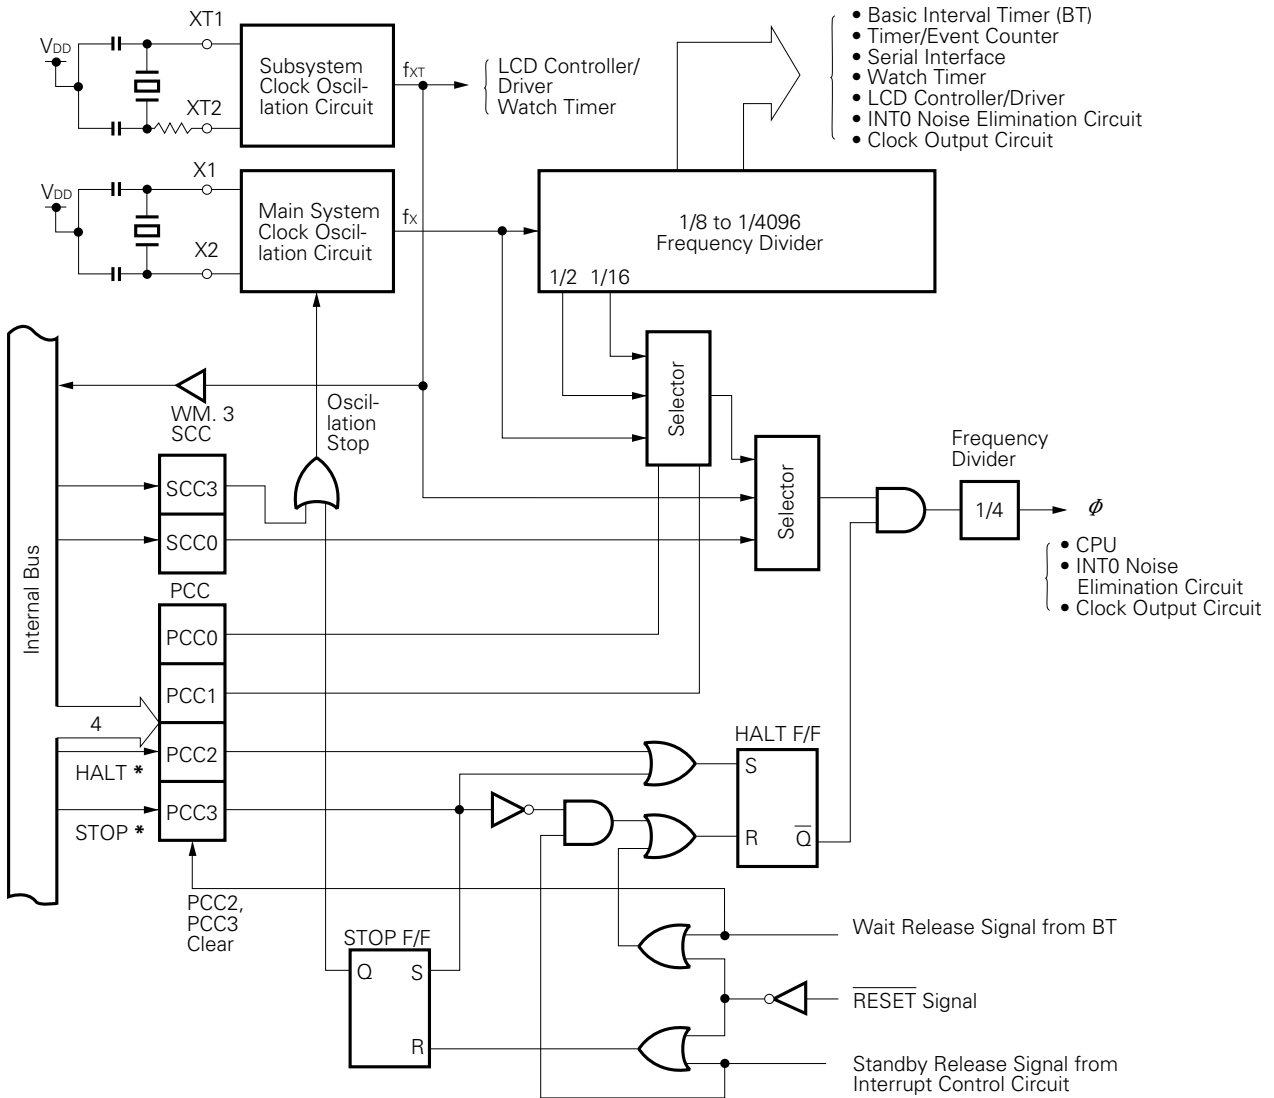 XT1
VDD
XT2
Subsystem
Clock Oscil-
lation Circuit
fXT
LCD Controller/
Driver
Watch Timer
• Basic Interval Timer (BT)
• Timer/Event Counter
• Serial Interface
• Watch Timer
• LCD Controller/Driver
• INT0 Noise Elimination Circuit
• Clock Output Circuit
X1
VDD
X2
Main System
Clock Oscil-
lation Circuit
fX
1/8 to 1/4096
Frequency Divider
1/2 1/16
Selector
WM. 3
SCC
Oscil-
lation
Stop
SCC3
SCC0
Selector
Frequency
Divider
1/4
Φ
• CPU
• INT0 Noise
Elimination Circuit
• Clock Output Circuit
Internal Bus
PCC
PCC0
PCC1
4
PCC2
HALT *
PCC3
STOP *
HALT F/F
S
R
Q̅
PCC2,
PCC3
Clear
STOP F/F
Q S
R
Wait Release Signal from BT
R̅E̅S̅E̅T̅ Signal
Standby Release Signal from
Interrupt Control Circuit